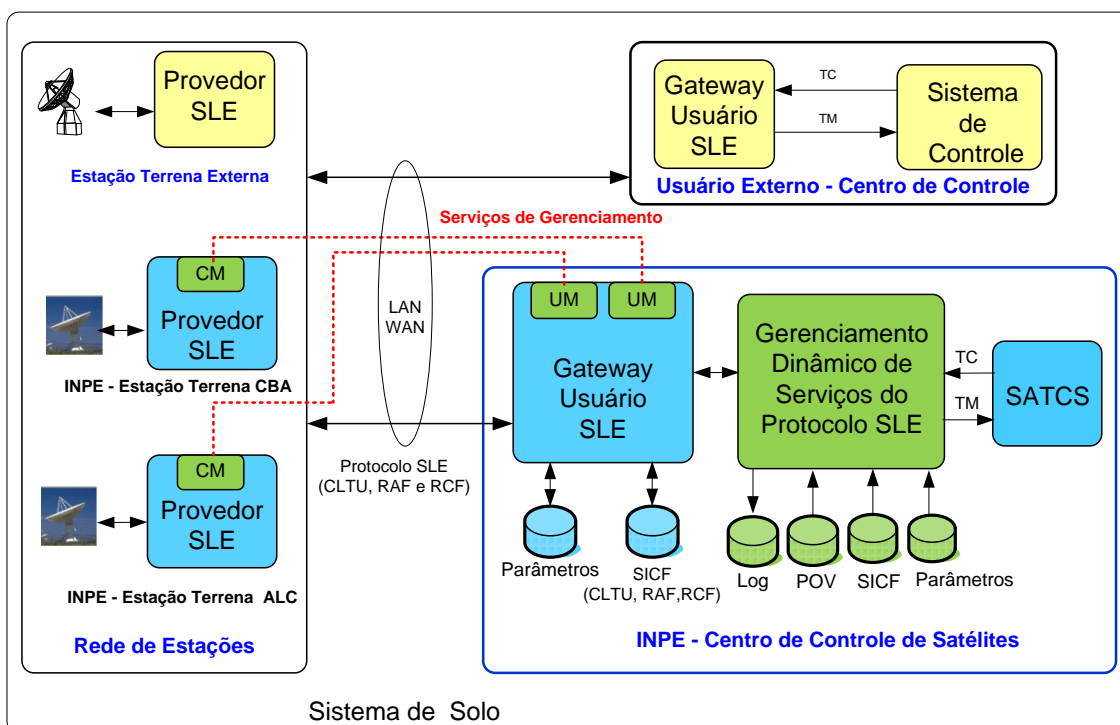 Provedor
SLE
Estação Terrena Externa
CM
Provedor
SLE
INPE - Estação Terrena CBA
CM
Provedor
SLE
INPE - Estação Terrena ALC
Rede de Estações
Serviços de Gerenciamento
LAN
WAN
Protocolo SLE
(CLTU, RAF e RCF)
Gateway
Usuário
SLE
TC
TM
Sistema
de
Controle
Usuário Externo - Centro de Controle
UM
UM
Gateway
Usuário
SLE
Gerenciamento
Dinâmico de
Serviços do
Protocolo SLE
TC
TM
SATCS
Parâmetros
SICF
(CLTU, RAF,RCF)
Log
POV
SICF
Parâmetros
INPE - Centro de Controle de Satélites
Sistema de Solo